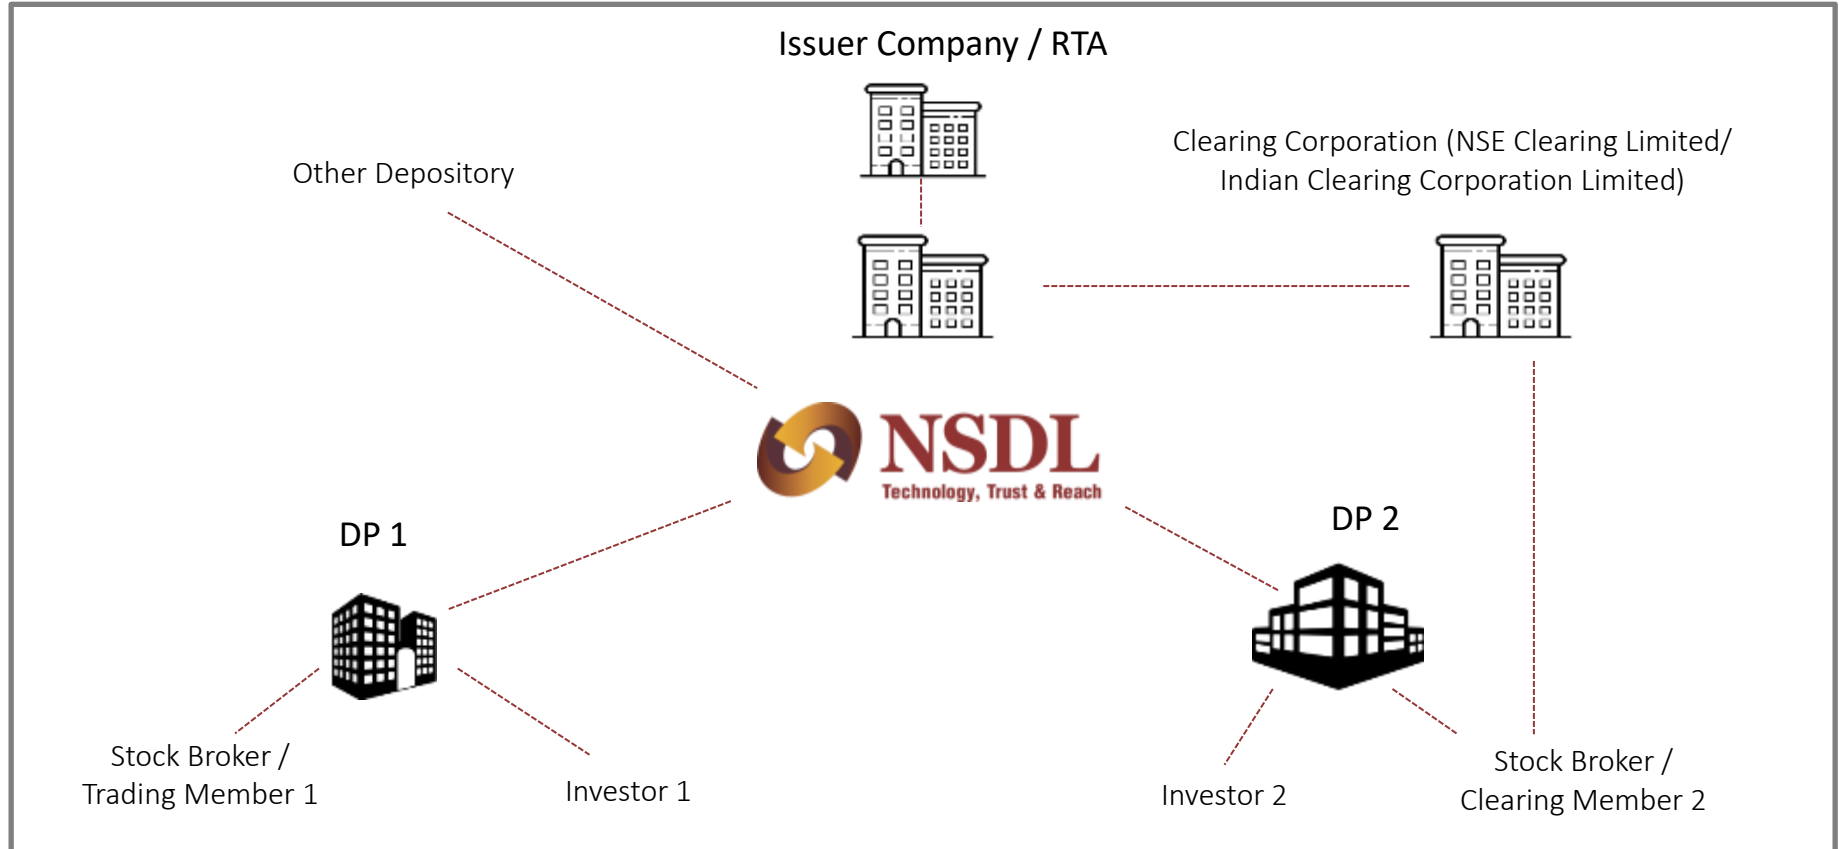 Issuer Company / RTA
Clearing Corporation (NSE Clearing Limited/
Indian Clearing Corporation Limited)
Other Depository
NSDL
Technology, Trust & Reach
DP 1
DP 2
Stock Broker /
Trading Member 1
Investor 1
Investor 2
Stock Broker /
Clearing Member 2